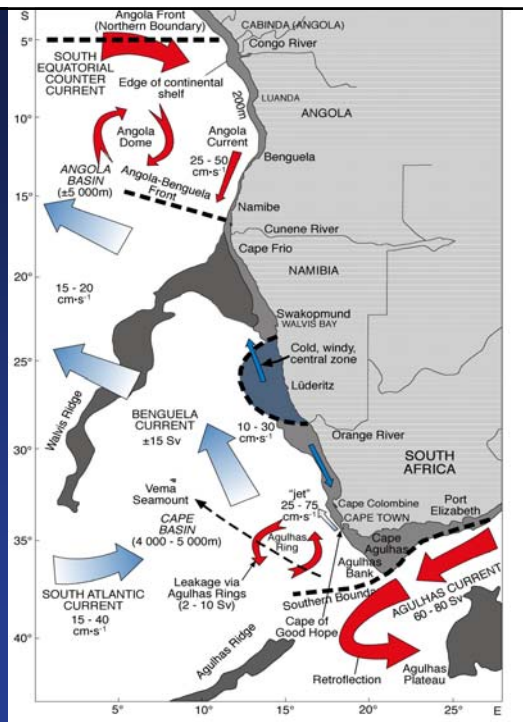 S
Angola Front
(Northern Boundary)
CABINDA (ANGOLA)
5°
Congo River
SOUTH
EQUATORIAL
COUNTER
CURRENT
Edge of continental
shelf
200m
LUANDA
ANGOLA
10°
Angola
Dome
Angola
Current
25 - 50
cm•s⁻¹
Benguela
ANGOLA
BASIN
(±5 000m)
Angola-Benguela
Front
15°
Namibe
Cunene River
Cape Frio
NAMIBIA
15 - 20
cm•s⁻¹
20°
Swakopmund
WALVIS BAY
Cold, windy,
central zone
25°
Lüderitz
Walvis Ridge
BENGUELA
CURRENT
±15 Sv
10 - 30
cm•s⁻¹
Orange River
30°
SOUTH
AFRICA
Vema
Seamount
"jet"
25 - 75
cm•s⁻¹
Cape Colombine
CAPE TOWN
Port
Elizabeth
CAPE
BASIN
(4 000 - 5 000m)
Agulhas
Ring
Cape
Agulhas
35°
Agulhas
Bank
Leakage via
Agulhas Rings
(2 - 10 Sv)
Southern Bounda
AGULHAS CURRENT
60 - 80 Sv
SOUTH ATLANTIC
CURRENT
15 - 40
cm•s⁻¹
Cape of
Good Hope
40°
Agulhas Ridge
Retroflection
Agulhas
Plateau
5°
10°
15°
20°
25°
E